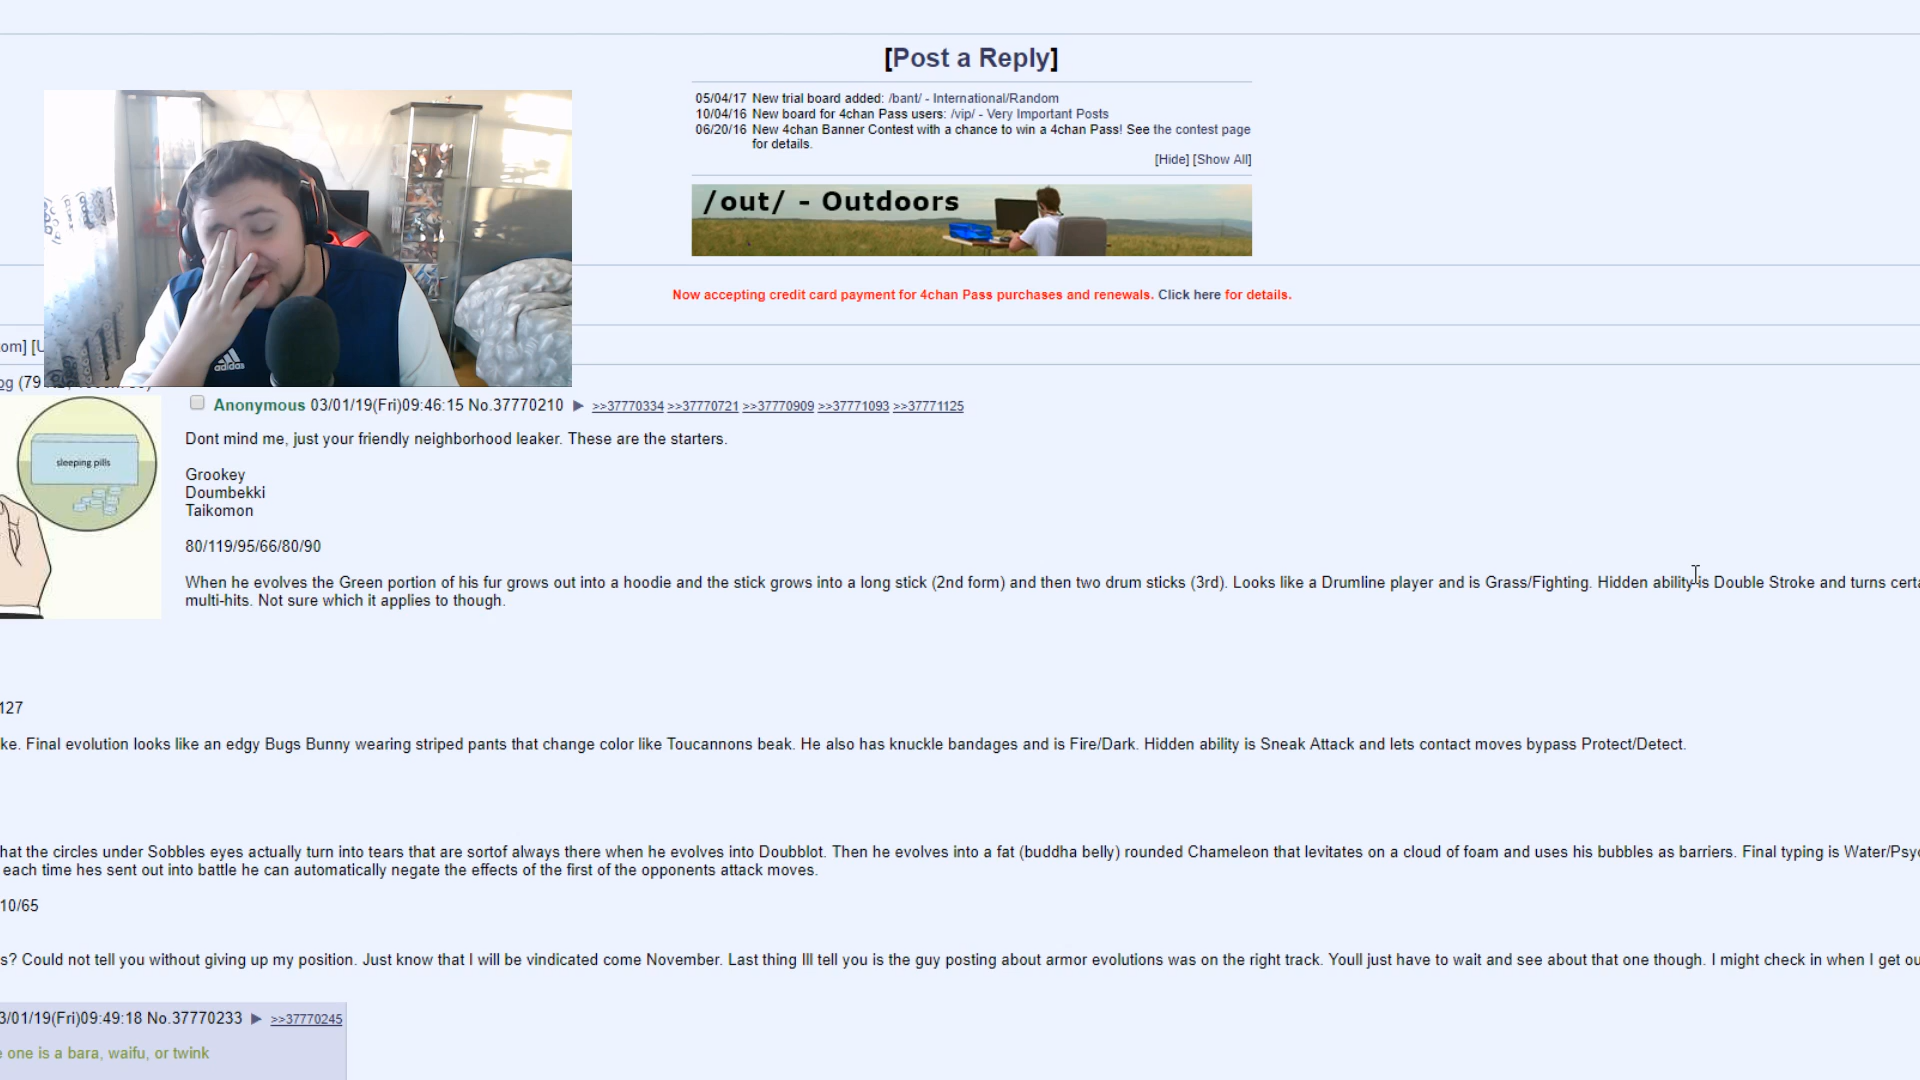 [Post a Reply]
05/04/17 New trial board added: /bant/ - International/Random
10/04/16 New board for 4chan Pass users: /vip/ - Very Important Posts
06/20/16 New 4chan Banner Contest with a chance to win a 4chan Pass! See the contest page
for details.
[Hide] [Show All]
/out/ - Outdoors
Now accepting credit card payment for 4chan Pass purchases and renewals. Click here for details.
om] [U
og (79
adidas
sleeping pills
Anonymous 03/01/19(Fri)09:46:15 No.37770210 ▶ >>37770334 >>37770721 >>37770909 >>37771093 >>37771125
Dont mind me, just your friendly neighborhood leaker. These are the starters.
Grookey
Doumbekki
Taikomon
80/119/95/66/80/90
When he evolves the Green portion of his fur grows out into a hoodie and the stick grows into a long stick (2nd form) and then two drum sticks (3rd). Looks like a Drumline player and is Grass/Fighting. Hidden ability is Double Stroke and turns certa
multi-hits. Not sure which it applies to though.
127
ke. Final evolution looks like an edgy Bugs Bunny wearing striped pants that change color like Toucannons beak. He also has knuckle bandages and is Fire/Dark. Hidden ability is Sneak Attack and lets contact moves bypass Protect/Detect.
hat the circles under Sobbles eyes actually turn into tears that are sortof always there when he evolves into Doubblot. Then he evolves into a fat (buddha belly) rounded Chameleon that levitates on a cloud of foam and uses his bubbles as barriers. Final typing is Water/Psyc
each time hes sent out into battle he can automatically negate the effects of the first of the opponents attack moves.
10/65
s? Could not tell you without giving up my position. Just know that I will be vindicated come November. Last thing Ill tell you is the guy posting about armor evolutions was on the right track. Youll just have to wait and see about that one though. I might check in when I get ou
3/01/19(Fri)09:49:18 No.37770233 ▶ >>37770245
e one is a bara, waifu, or twink